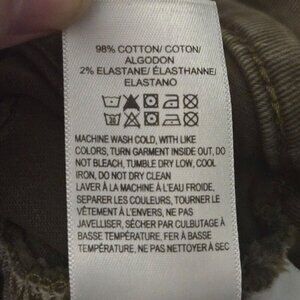 98% COTTON/ COTON/
ALGODON
2% ELASTANE/ ÉLASTHANNE/
ELASTANO
MACHINE WASH COLD, WITH LIKE
COLORS, TURN GARMENT INSIDE OUT, DO
NOT BLEACH, TUMBLE DRY LOW, COOL
IRON, DO NOT DRY CLEAN
LAVER À LA MACHINE À L'EAU FROIDE,
SEPARER LES COULEURS, TOURNER LE
VÊTEMENT À L'ENVERS, NE PAS
JAVELLISER, SÉCHER PAR CULBUTAGE À
BASSE TEMPÉRATURE, FER À BASSE
TEMPÉRATURE, NE PAS NETTOYER A SEC